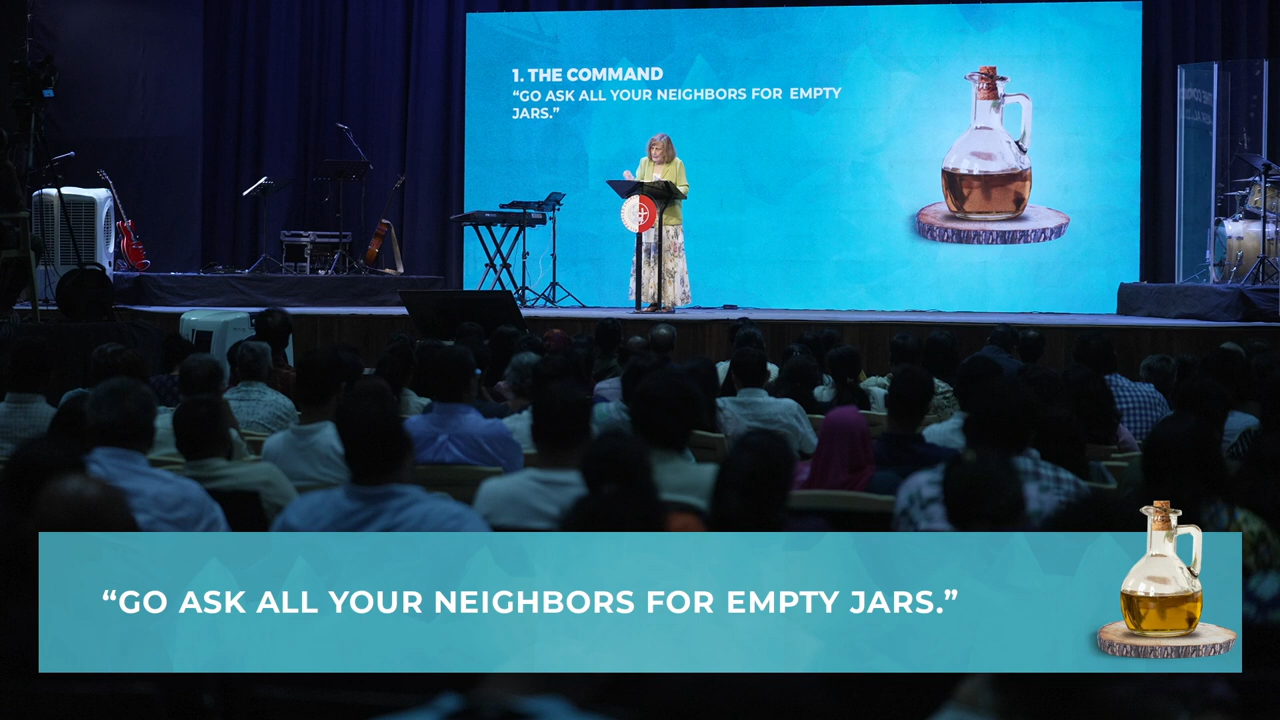 1. THE COMMAND
“GO ASK ALL YOUR NEIGHBORS FOR EMPTY
JARS.”
“GO ASK ALL YOUR NEIGHBORS FOR EMPTY JARS.”